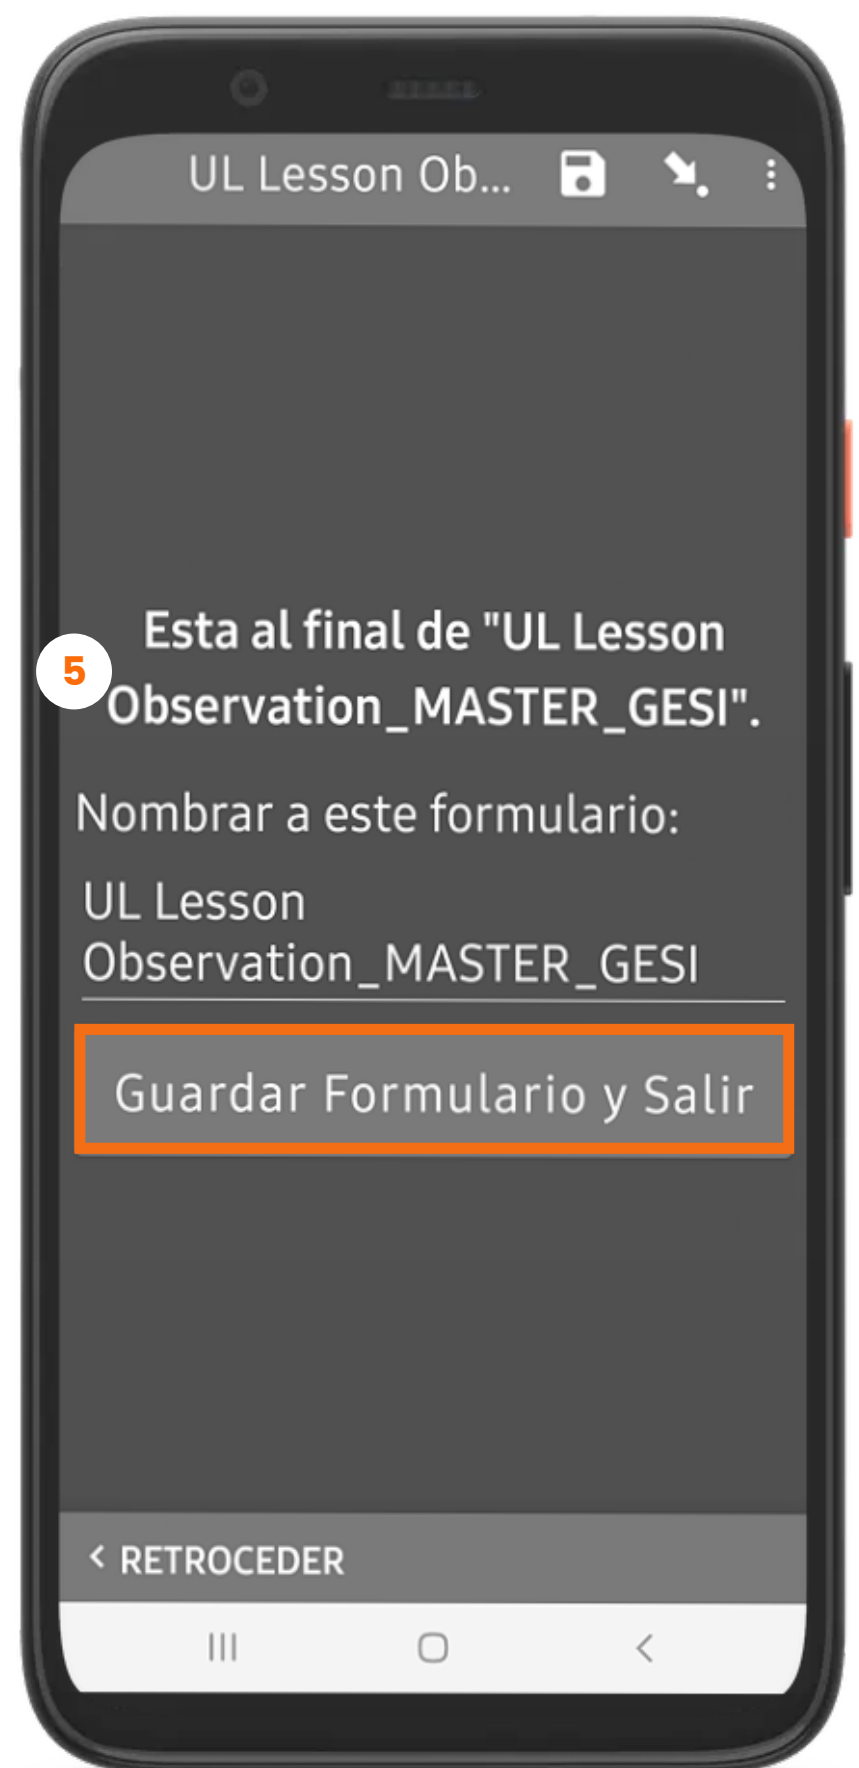 UL Lesson Ob...
5
Esta al final de "UL Lesson
Observation_MASTER_GESI".
Nombrar a este formulario:
UL Lesson
Observation_MASTER_GESI
Guardar Formulario y Salir
< RETROCEDER